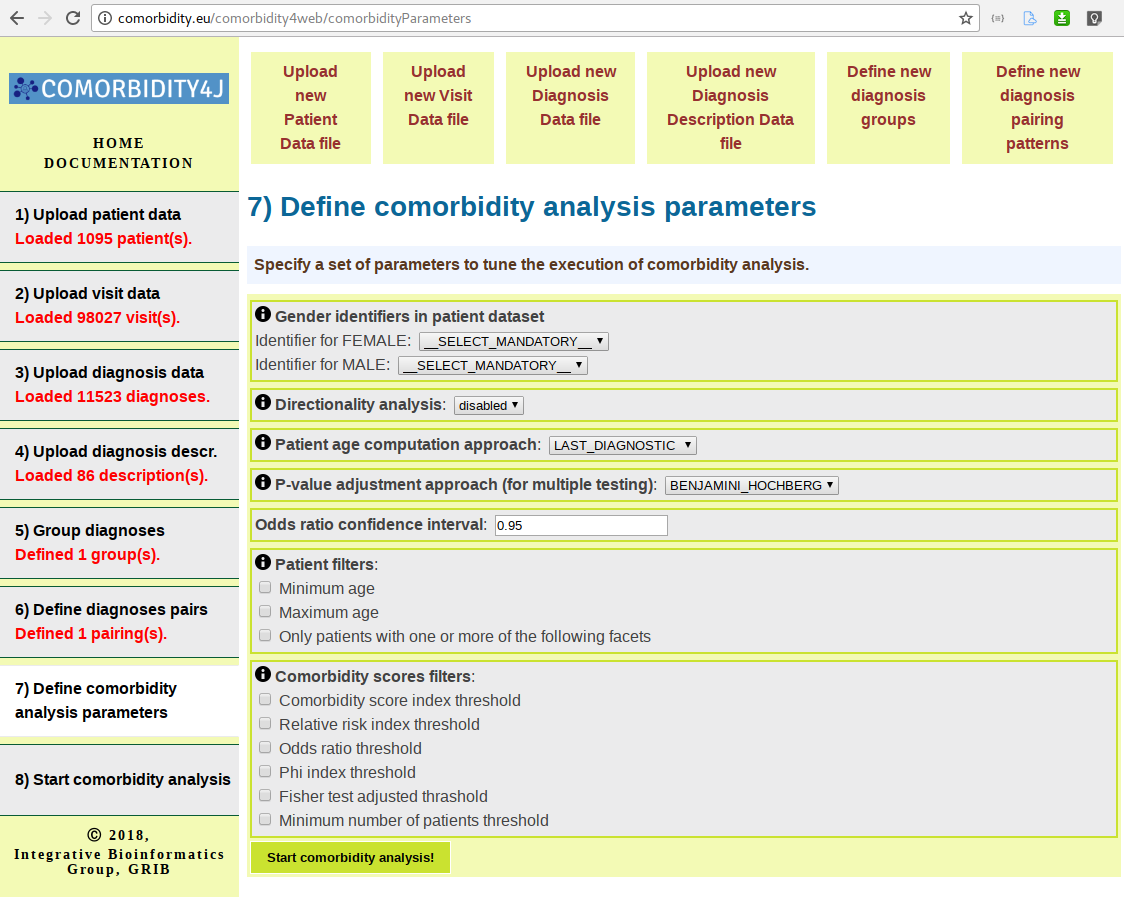 comorbidity.eu/comorbidity4web/comorbidityParameters
COMORBIDITY4J
HOME
DOCUMENTATION
1) Upload patient data
Loaded 1095 patient(s).
2) Upload visit data
Loaded 98027 visit(s).
3) Upload diagnosis data
Loaded 11523 diagnoses.
4) Upload diagnosis descr.
Loaded 86 description(s).
5) Group diagnoses
Defined 1 group(s).
6) Define diagnoses pairs
Defined 1 pairing(s).
7) Define comorbidity
analysis parameters
8) Start comorbidity analysis
© 2018,
Integrative Bioinformatics
Group, GRIB
Upload
new
Patient
Data file
Upload
new Visit
Data file
Upload new
Diagnosis
Data file
Upload new
Diagnosis
Description Data
file
Define new
diagnosis
groups
Define new
diagnosis
pairing
patterns
7) Define comorbidity analysis parameters
Specify a set of parameters to tune the execution of comorbidity analysis.
Gender identifiers in patient dataset
Identifier for FEMALE: __SELECT_MANDATORY__
Identifier for MALE: __SELECT_MANDATORY__
Directionality analysis: disabled
Patient age computation approach: LAST_DIAGNOSTIC
P-value adjustment approach (for multiple testing): BENJAMINI_HOCHBERG
Odds ratio confidence interval: 0.95
Patient filters:
Minimum age
Maximum age
Only patients with one or more of the following facets
Comorbidity scores filters:
Comorbidity score index threshold
Relative risk index threshold
Odds ratio threshold
Phi index threshold
Fisher test adjusted thrashold
Minimum number of patients threshold
Start comorbidity analysis!